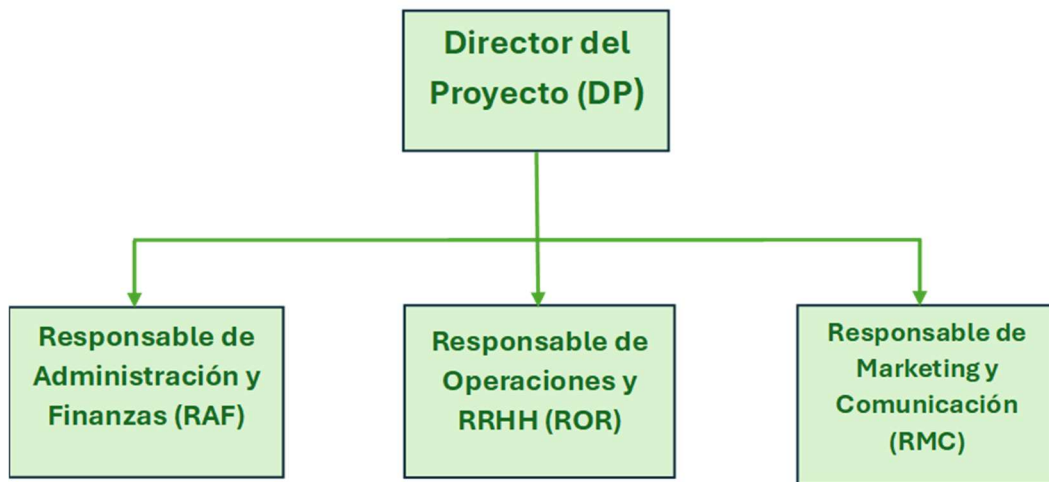 Director del
Proyecto (DP)
Responsable de
Administración y
Finanzas (RAF)
Responsable de
Operaciones y
RRHH (ROR)
Responsable de
Marketing y
Comunicación
(RMC)